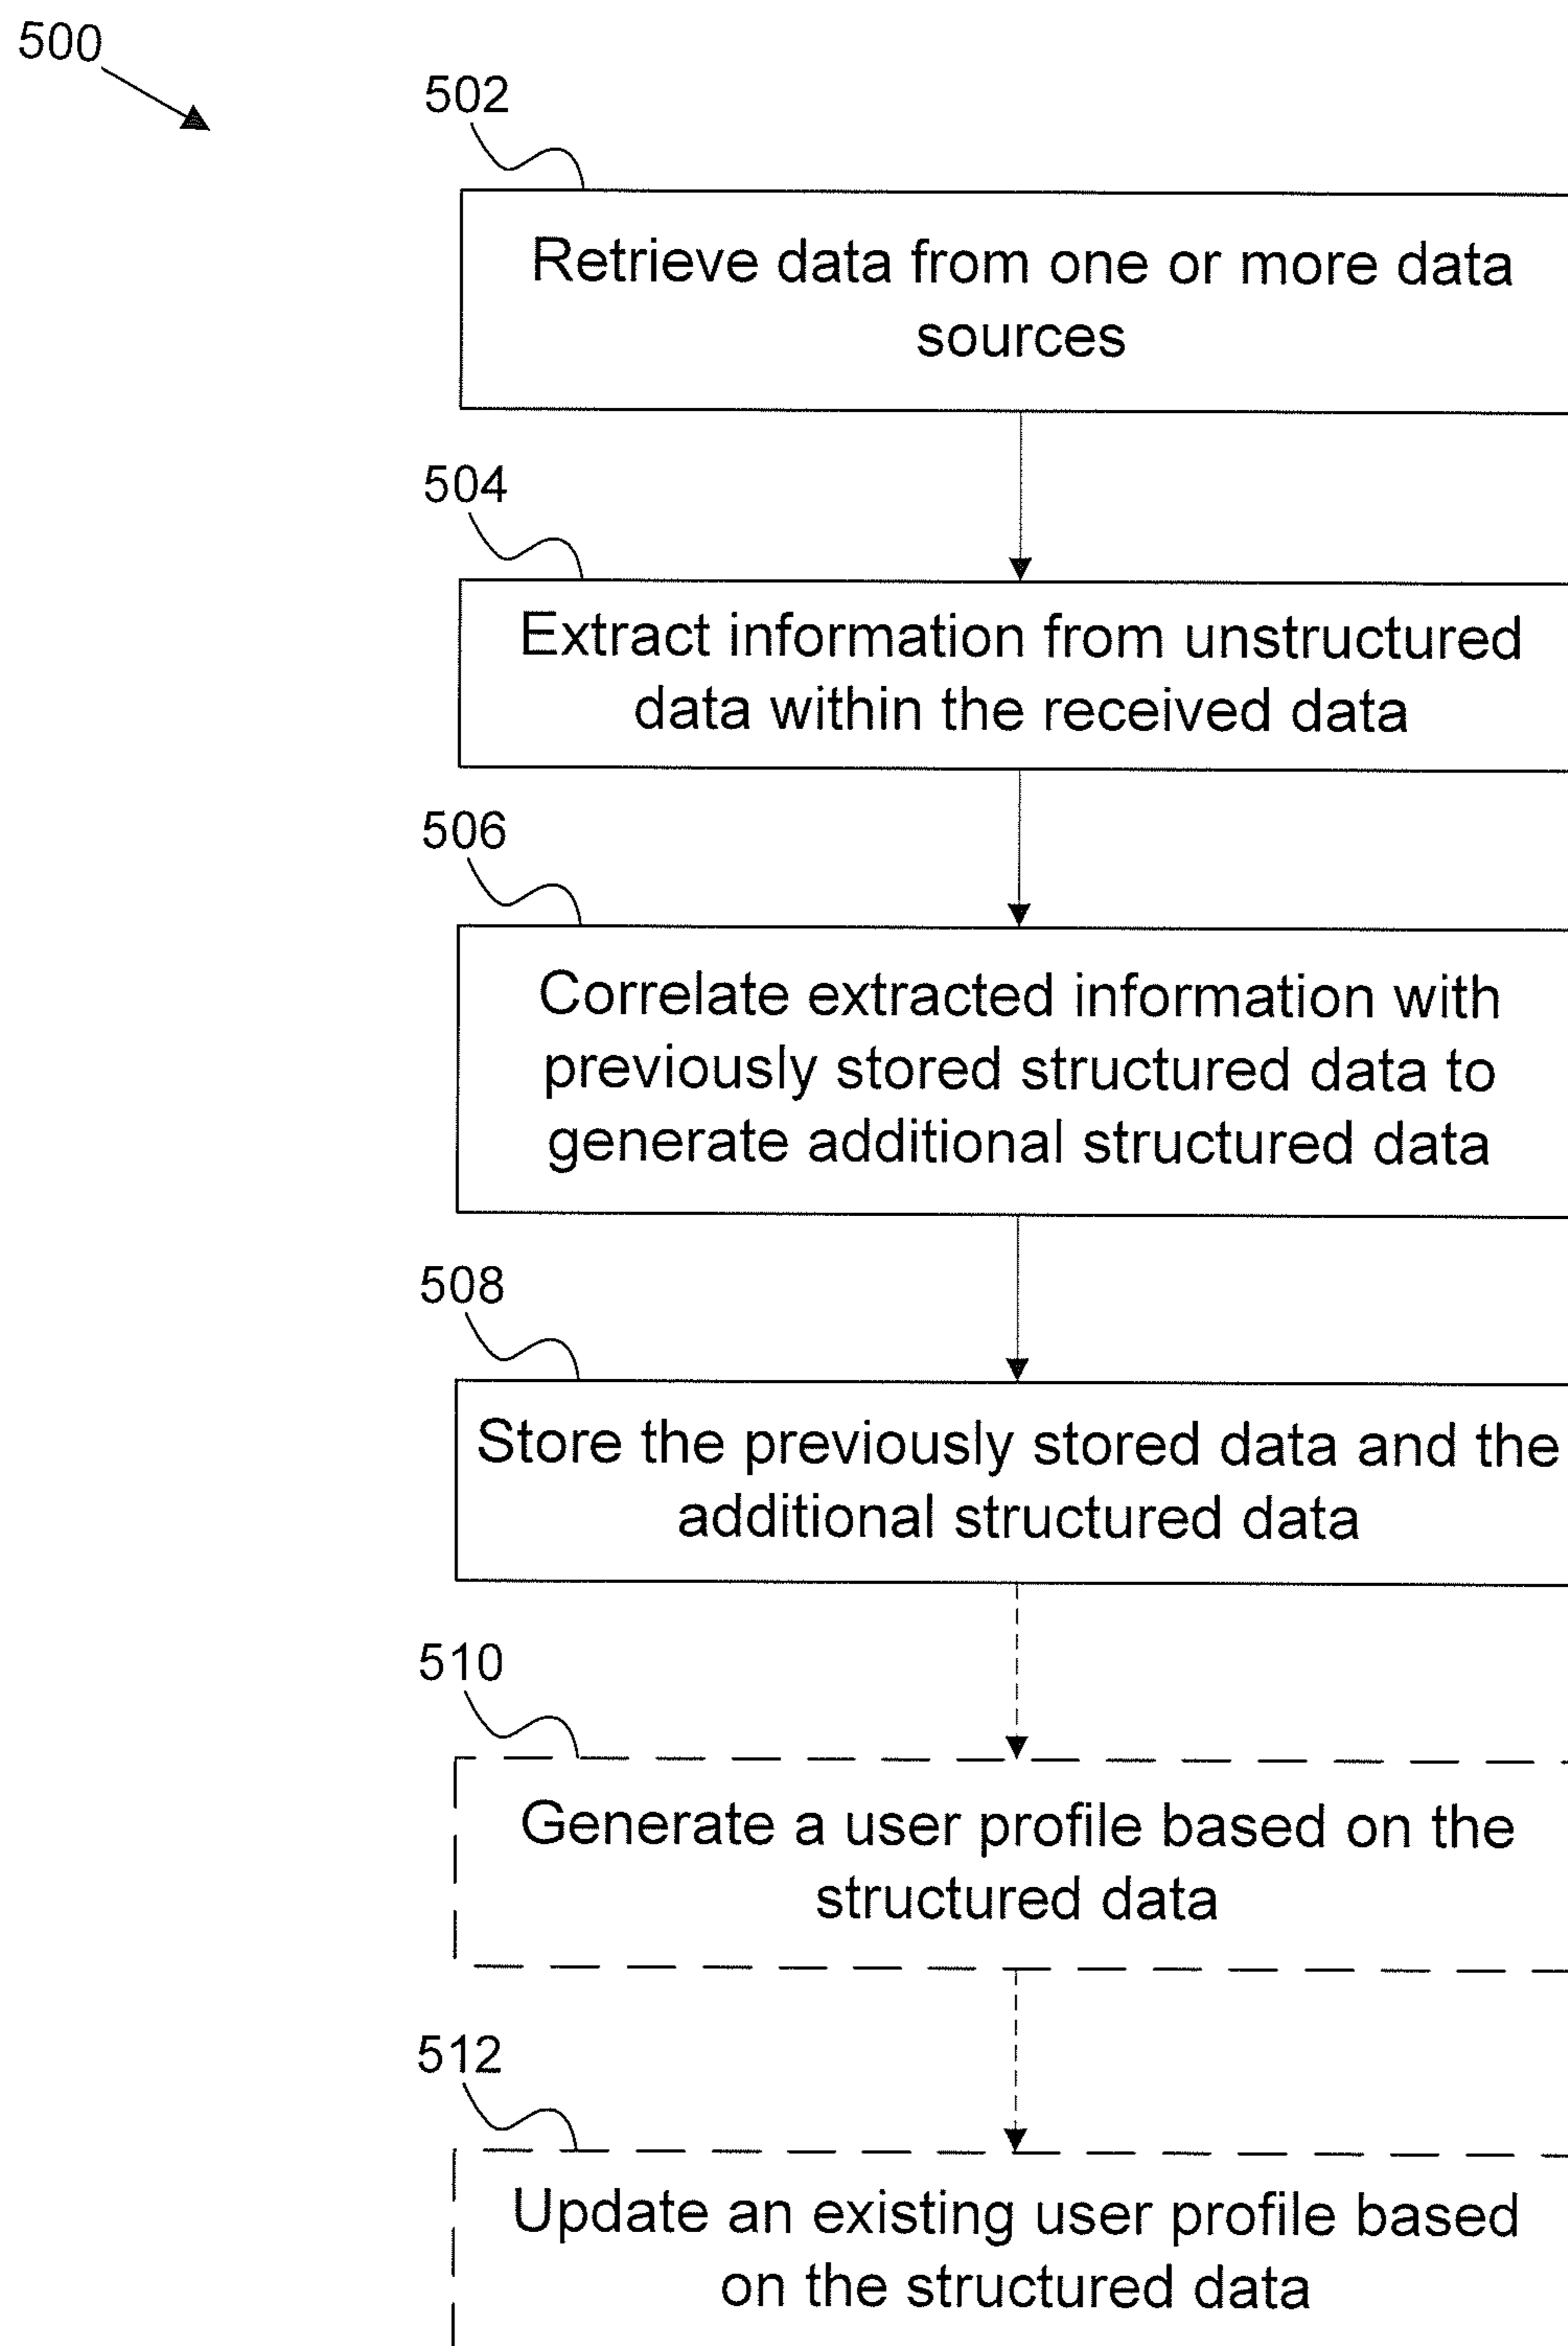 500
502
Retrieve data from one or more data
sources
504
Extract information from unstructured
data within the received data
506
Correlate extracted information with
previously stored structured data to
generate additional structured data
508
Store the previously stored data and the
additional structured data
510
Generate a user profile based on the
structured data
512
Update an existing user profile based
on the structured data